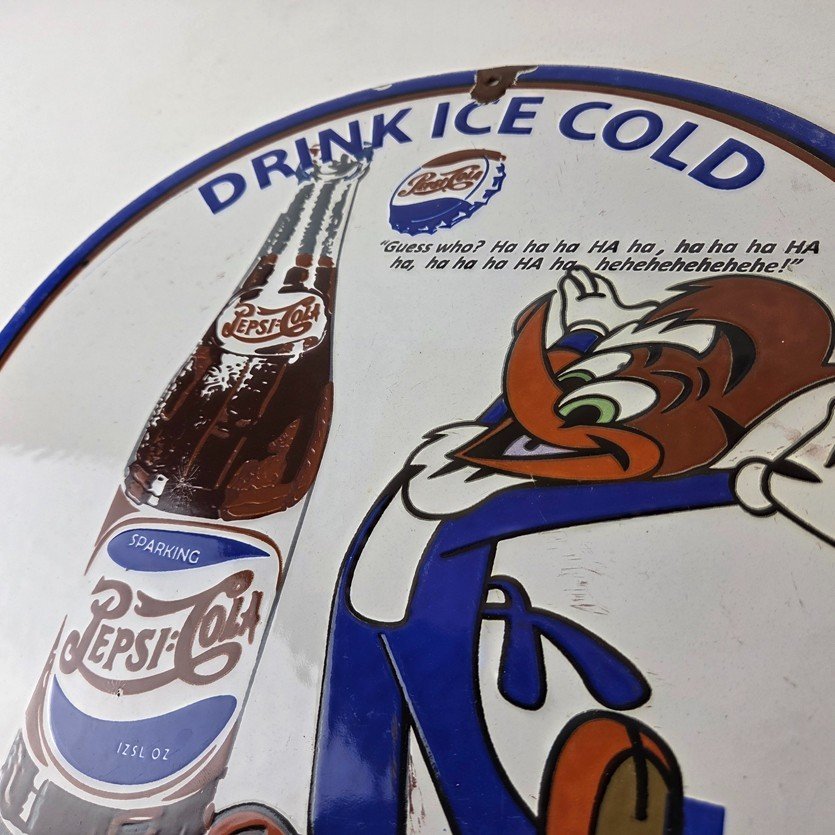 DRINK ICE COLD
Pepsi-Cola
"Guess who? Ha ha ha HA ha, ha ha ha HA
ha, ha ha ha HA ha, hehehehehehehe!"
PEPSI:COLA
SPARKING
PEPSI:COLA
IZSL OZ